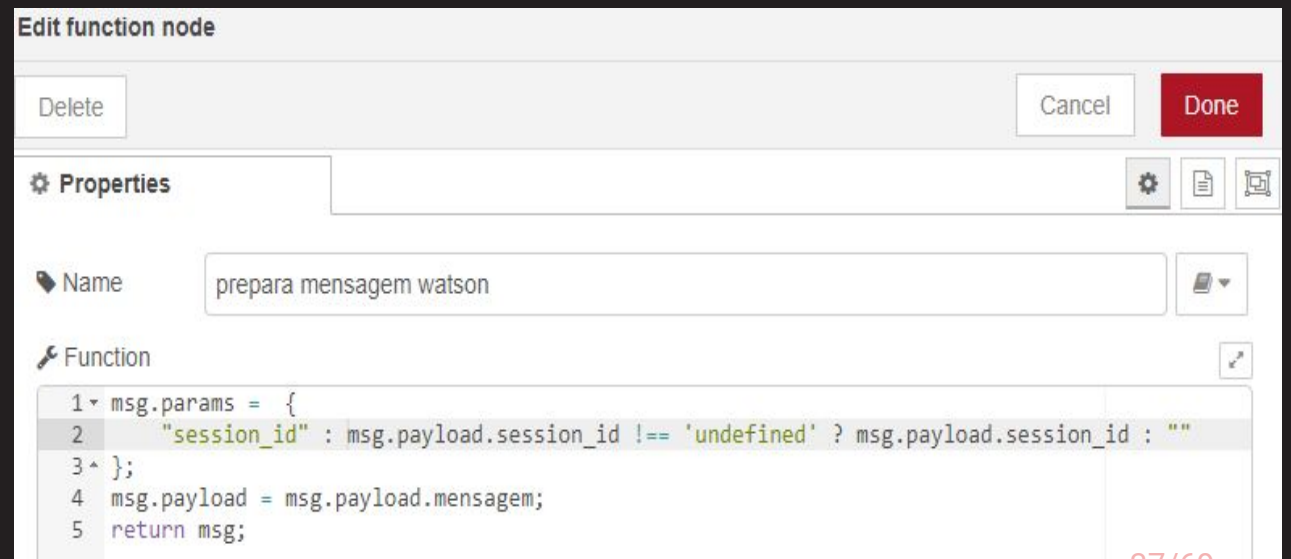 Edit function node
Delete
Cancel
Done
Properties
Name
prepara mensagem watson
Function
1 msg.params =  {
2     "session_id" : msg.payload.session_id !== 'undefined' ? msg.payload.session_id : ""
3 };
4 msg.payload = msg.payload.mensagem;
5 return msg;